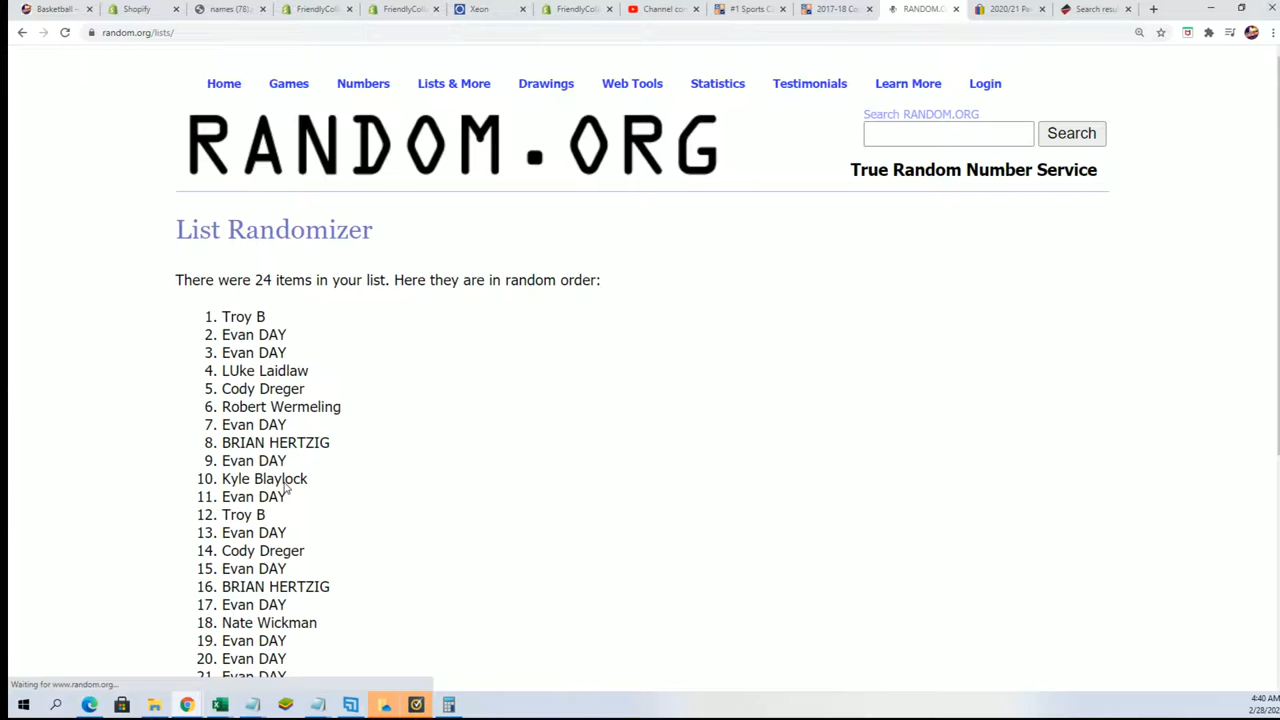 Basketball -
Shopify
names (78)
FriendlyColl
FriendlyColl
Xeon
FriendlyColl
Channel con
#1 Sports C
2017-18 Co
RANDOM.O
2020/21 Pa
Search resul
random.org/lists/
Home Games Numbers Lists & More Drawings Web Tools Statistics Testimonials Learn More Login
RANDOM.ORG
Search RANDOM.ORG
Search
True Random Number Service
List Randomizer
There were 24 items in your list. Here they are in random order:
1. Troy B
2. Evan DAY
3. Evan DAY
4. LUke Laidlaw
5. Cody Dreger
6. Robert Wermeling
7. Evan DAY
8. BRIAN HERTZIG
9. Evan DAY
10. Kyle Blaylock
11. Evan DAY
12. Troy B
13. Evan DAY
14. Cody Dreger
15. Evan DAY
16. BRIAN HERTZIG
17. Evan DAY
18. Nate Wickman
19. Evan DAY
20. Evan DAY
21. Evan DAY
Waiting for www.random.org...
4:40 AM
2/28/202